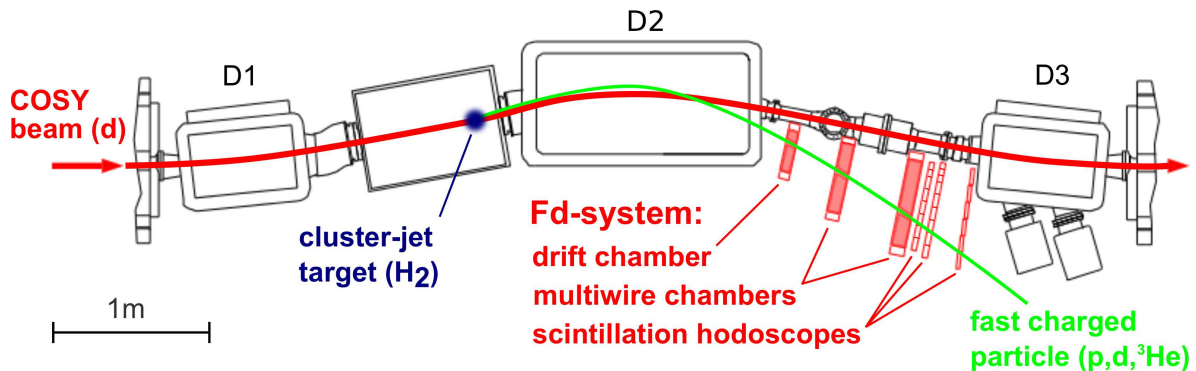 D2
D1
D3
COSY
beam (d)
cluster-jet
target (H2)
Fd-system:
drift chamber
multiwire chambers
scintillation hodoscopes
fast charged
particle (p,d,³He)
1m